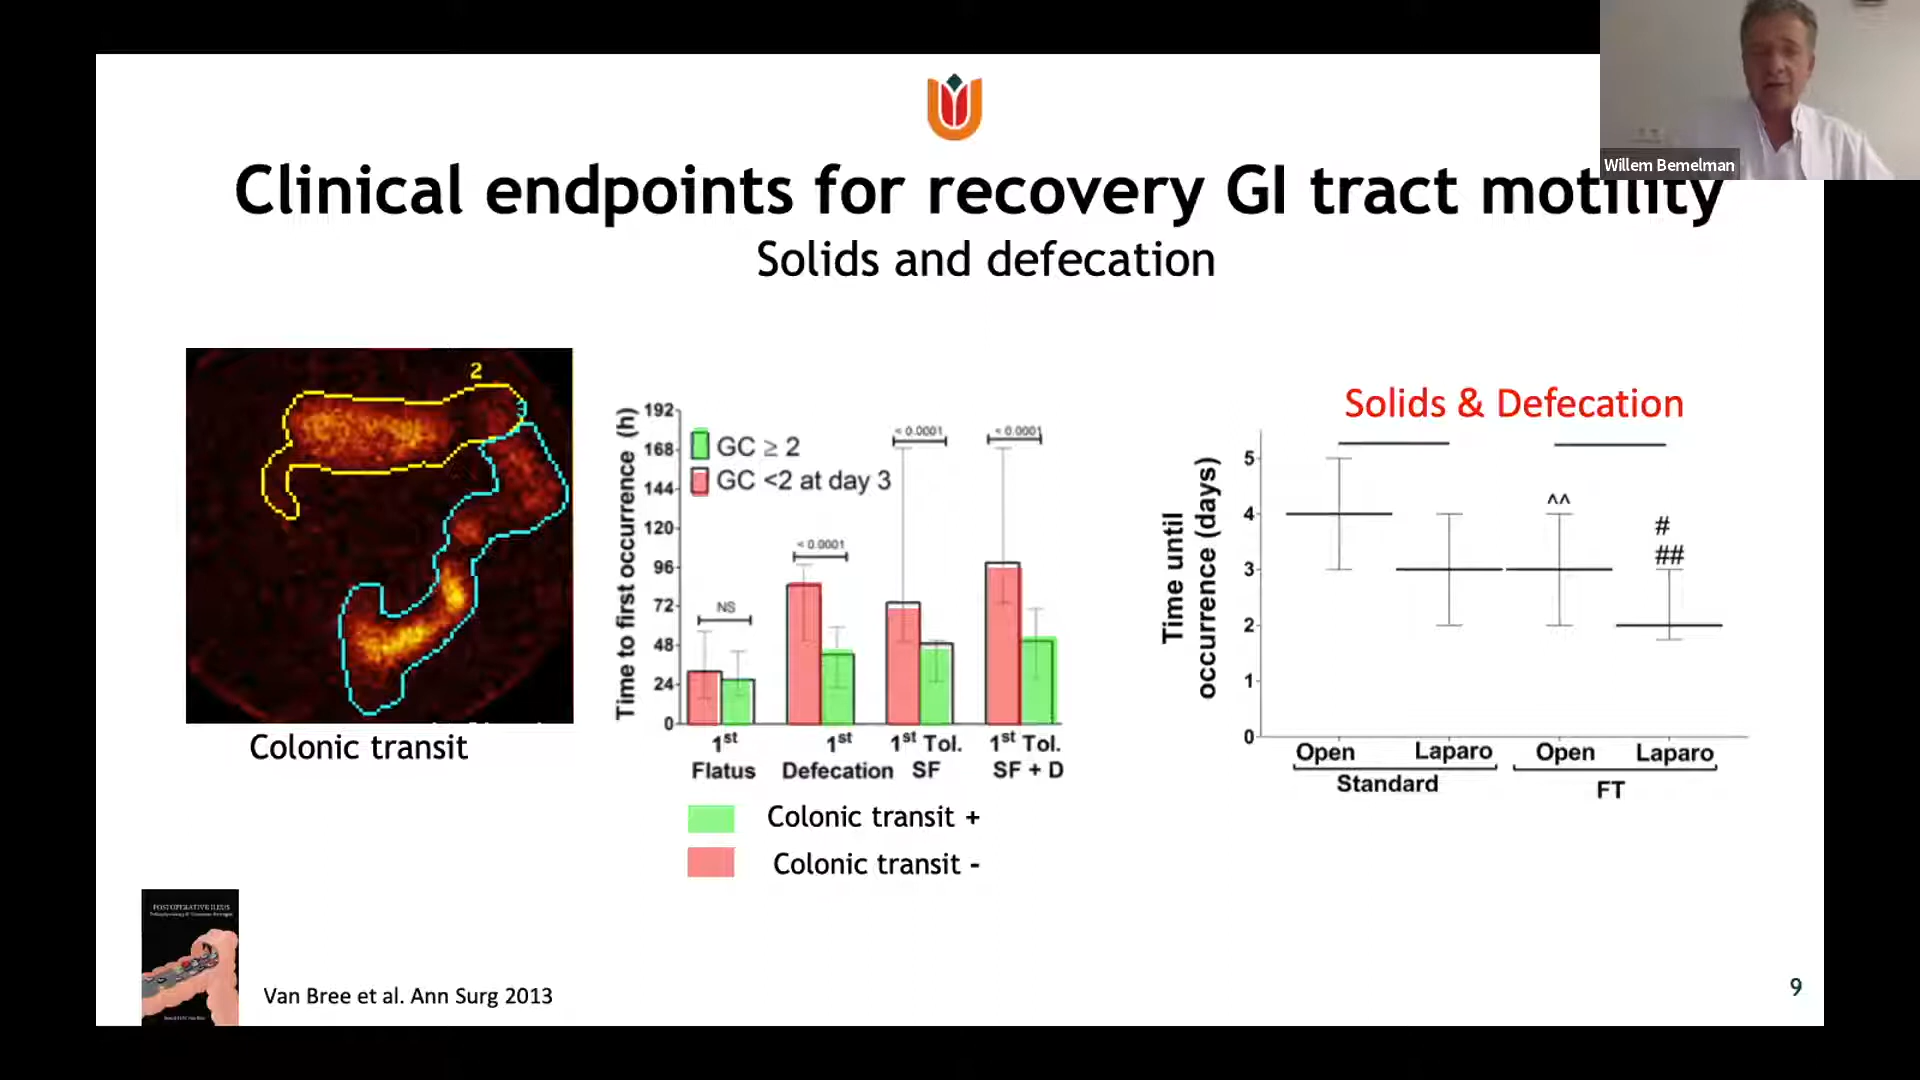 Willem Bemelman
Clinical endpoints for recovery GI tract motility
Solids and defecation
2
3
Colonic transit
Time to first occurrence (h)
192
168
144
120
96
72
48
24
0
GC ≥ 2
GC <2 at day 3
NS
< 0.0001
< 0.0001
< 0.0001
1st Flatus
1st Defecation
1st Tol. SF
1st Tol. SF + D
Colonic transit +
Colonic transit -
Solids & Defecation
Time until
occurrence (days)
5
4
3
2
1
0
^^
#
##
Open Laparo Open Laparo
Standard FT
POSTOPERATIVE ILEUS
Van Bree et al. Ann Surg 2013
9